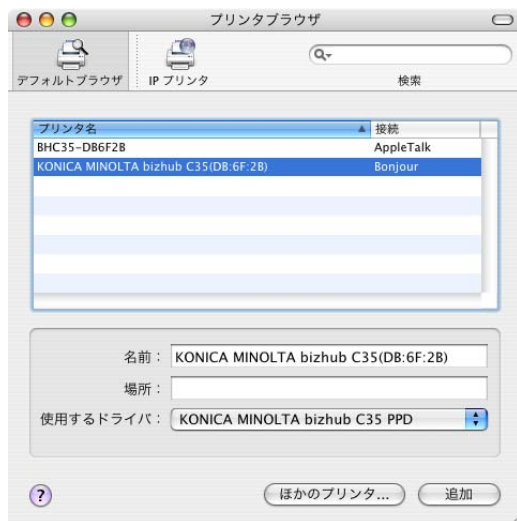 プリンタブラウザ
デフォルトブラウザ
IP プリンタ
検索
プリンタ名 接続
BHC35-DB6F2B AppleTalk
KONICA MINOLTA bizhub C35(DB:6F:2B) Bonjour
名前： KONICA MINOLTA bizhub C35(DB:6F:2B)
場所：
使用するドライバ： KONICA MINOLTA bizhub C35 PPD
? ほかのプリンタ... 追加